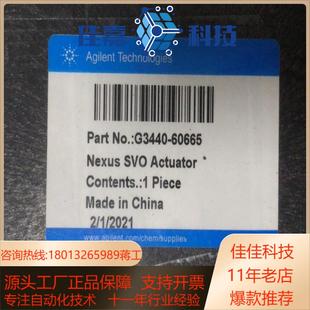 佳嘉 科技
Agilent Technologies
Part No.:G3440-60665
Nexus SVO Actuator
Contents.:1 Piece
Made in China
2/1/2021
www.agilent.com/chem/supplies
咨询热线:18013265989蒋工
源头工厂正品保障 支持开票
专注自动化技术 十一年行业经验
佳佳科技
11年老店
爆款推荐